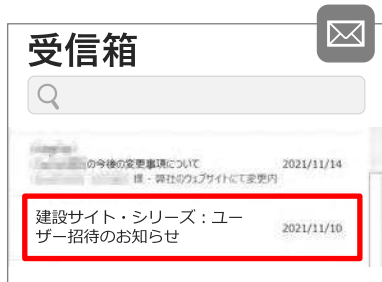 受信箱
の今後の変更事項について 2021/11/14
様・弊社のウェブサイトにて変更内
建設サイト・シリーズ：ユー
ザー招待のお知らせ 2021/11/10